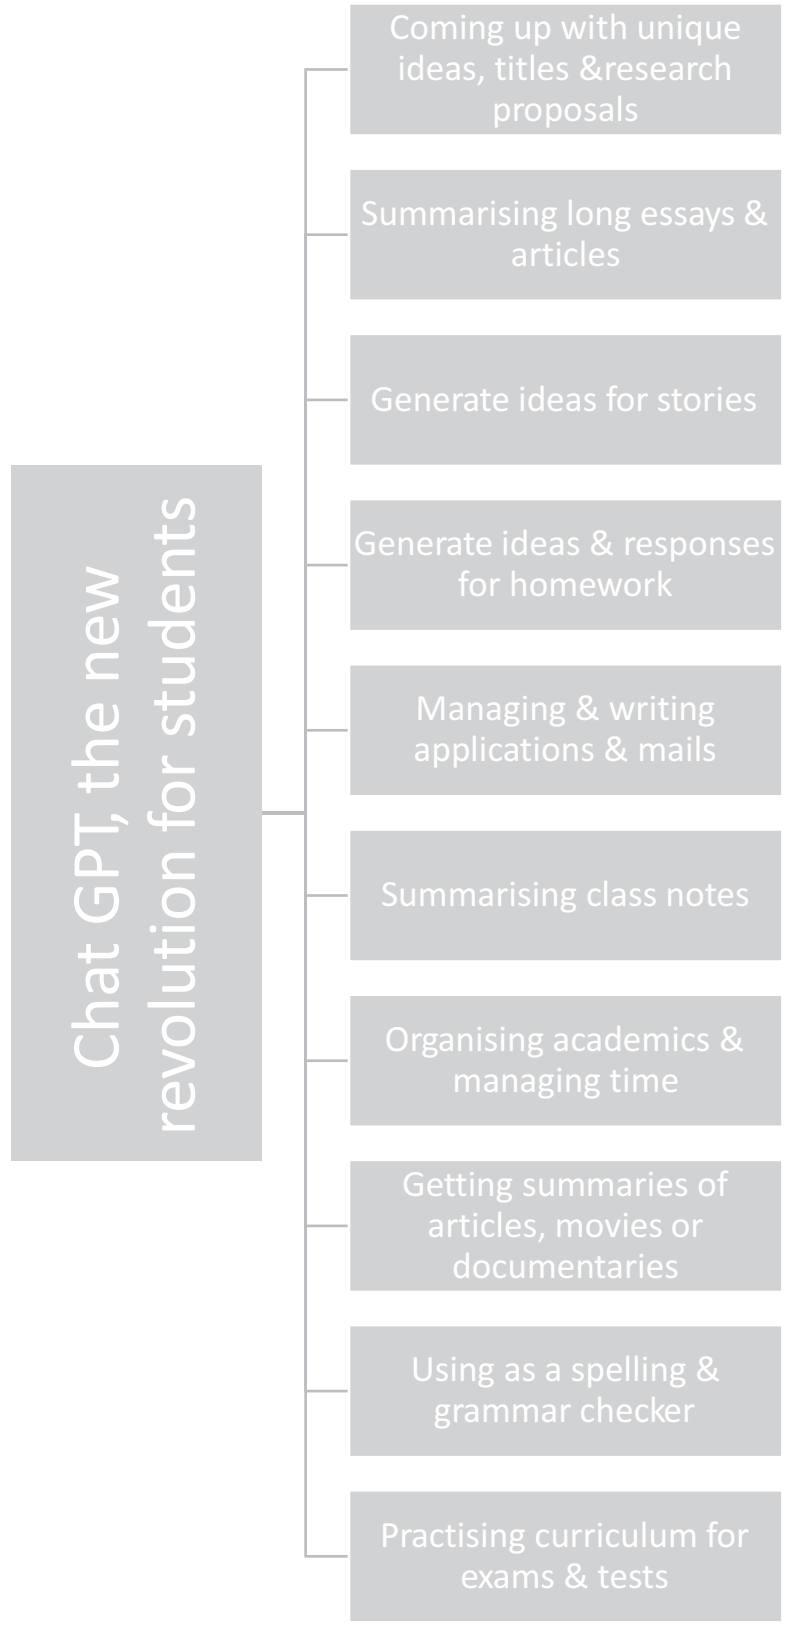 Chat GPT, the new
revolution for students
Coming up with unique
ideas, titles &research
proposals
Summarising long essays &
articles
Generate ideas for stories
Generate ideas & responses
for homework
Managing & writing
applications & mails
Summarising class notes
Organising academics &
managing time
Getting summaries of
articles, movies or
documentaries
Using as a spelling &
grammar checker
Practising curriculum for
exams & tests